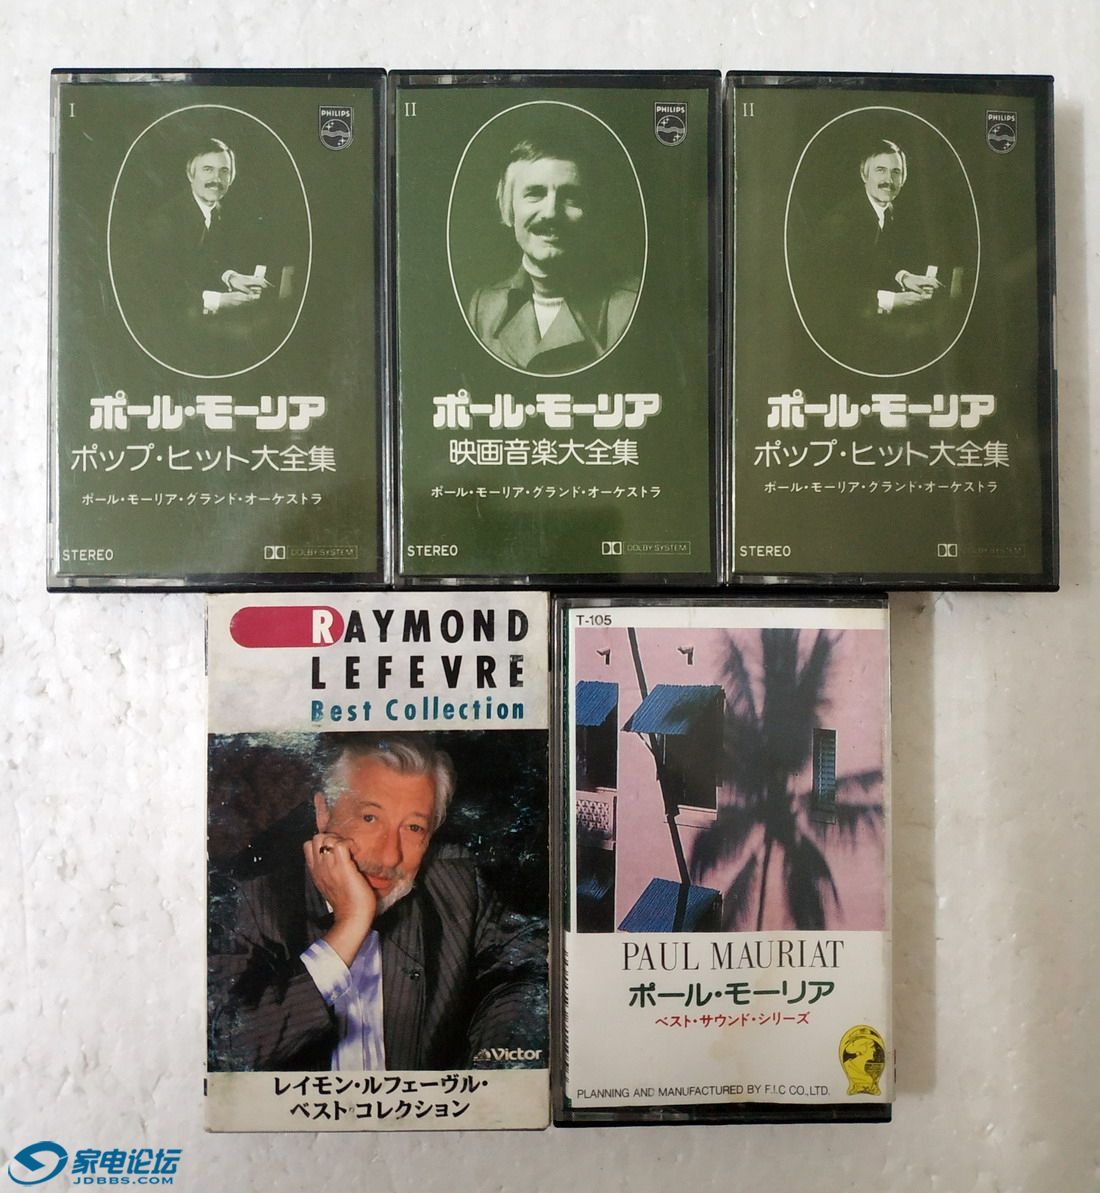 I
PHILIPS
ポール・モーリア
ポップ・ヒット大全集
ポール・モーリア・グランド・オーケストラ
STEREO
DOLBY SYSTEM
II
PHILIPS
ポール・モーリア
映画音楽大全集
ポール・モーリア・グランド・オーケストラ
STEREO
DOLBY SYSTEM
II
PHILIPS
ポール・モーリア
ポップ・ヒット大全集
ポール・モーリア・グランド・オーケストラ
STEREO
DOLBY SYSTEM
RAYMOND
LEFEVRE
Best Collection
Victor
レイモン・ルフェーヴル・
ベスト・コレクション
T-105
PAUL MAURIAT
ポール・モーリア
ベスト・サウンド・シリーズ
PLANNING AND MANUFACTURED BY F.I.C CO.,LTD.
家电论坛
JDBBS.COM